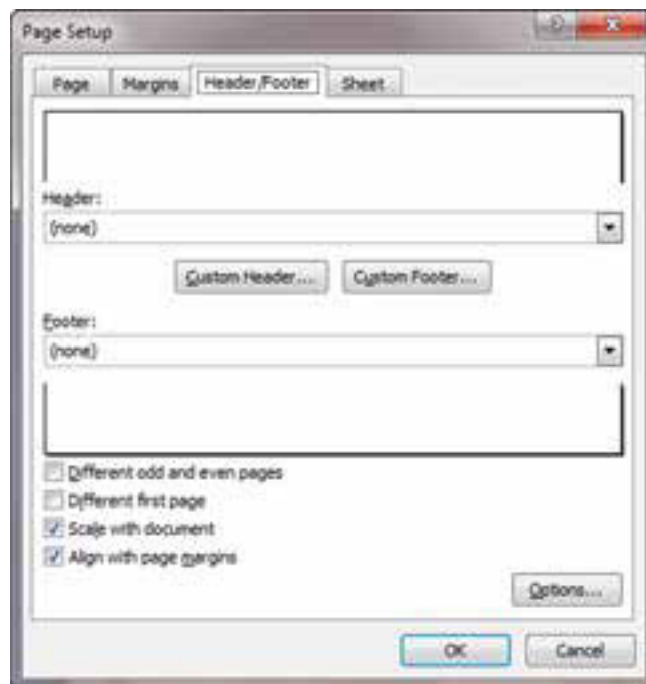 Page Setup
Page Margins Header/Footer Sheet
Header:
(none)
Custom Header... Custom Footer...
Footer:
(none)
Different odd and even pages
Different first page
Scale with document
Align with page margins
Options...
OK Cancel